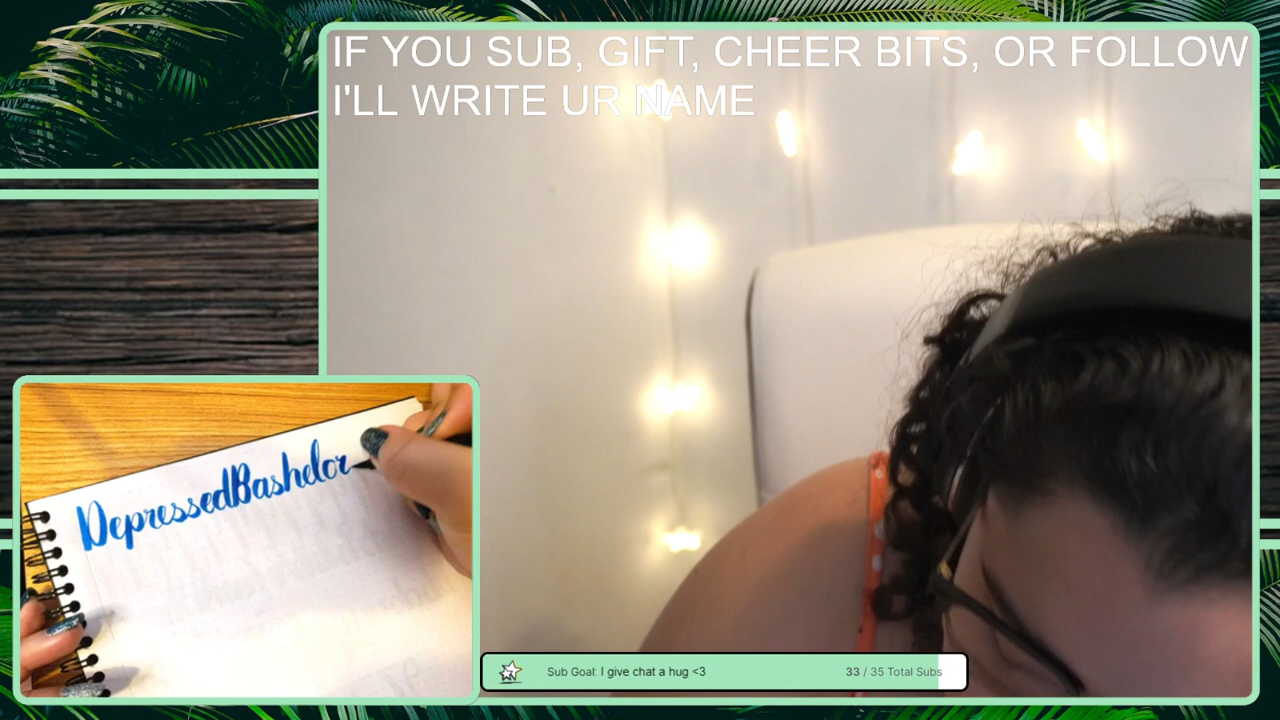 IF YOU SUB, GIFT, CHEER BITS, OR FOLLOW
I'LL WRITE UR NAME
DepressedBashelor
Sub Goal: I give chat a hug <3
33 / 35 Total Subs